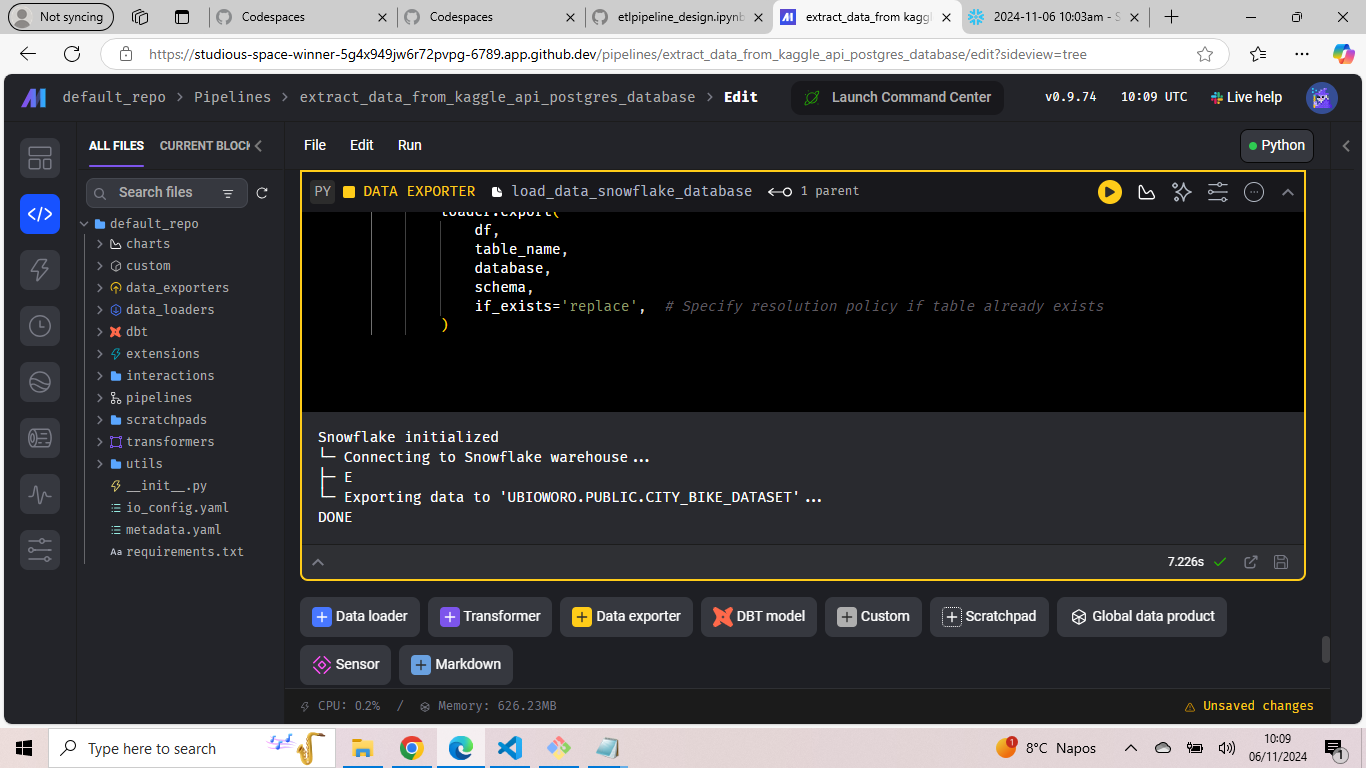 Not syncing
Codespaces
Codespaces
etlpipeline_design.ipynb
extract_data_from kaggl
2024-11-06 10:03am - S
https://studious-space-winner-5g4x949jw6r72pvpg-6789.app.github.dev/pipelines/extract_data_from_kaggle_api_postgres_database/edit?sideview=tree
default_repo > Pipelines > extract_data_from_kaggle_api_postgres_database > Edit
Launch Command Center
v0.9.74
10:09 UTC
Live help
ALL FILES
CURRENT BLOCK
File
Edit
Run
Python
Search files
PY
DATA EXPORTER
load_data_snowflake_database
1 parent
default_repo
charts
custom
data_exporters
data_loaders
dbt
extensions
interactions
pipelines
scratchpads
transformers
utils
__init__.py
io_config.yaml
metadata.yaml
Aa requirements.txt
loader.export(
df,
table_name,
database,
schema,
if_exists='replace', # Specify resolution policy if table already exists
)
Snowflake initialized
└─ Connecting to Snowflake warehouse...
├─ E
└─ Exporting data to 'UBIOWORO.PUBLIC.CITY_BIKE_DATASET'...
DONE
7.226s
Data loader
Transformer
Data exporter
DBT model
Custom
Scratchpad
Global data product
Sensor
Markdown
CPU: 0.2% / Memory: 626.23MB
Unsaved changes
Type here to search
1
8°C Napos
10:09
06/11/2024
1